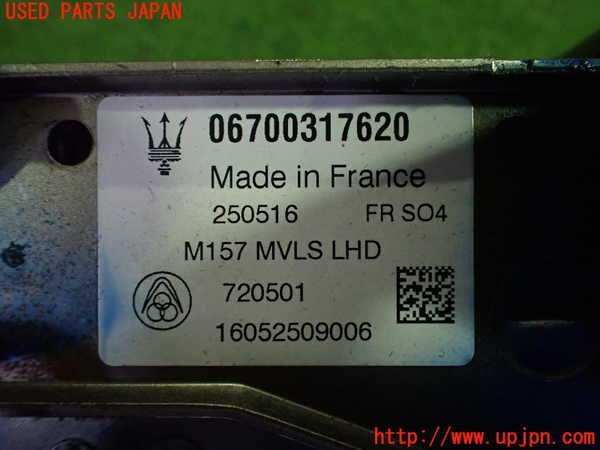 USED PARTS JAPAN
06700317620
Made in France
250516 FR SO4
M157 MVLS LHD
720501
16052509006
http://www.upjpn.com